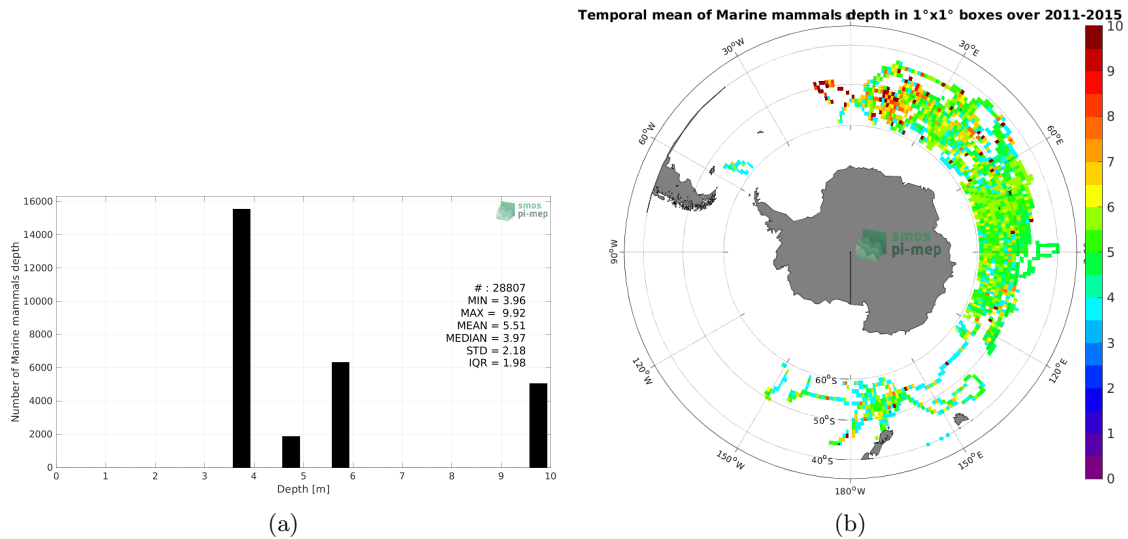 Temporal mean of Marine mammals depth in 1°x1° boxes over 2011-2015
Number of Marine mammals depth
16000
14000
12000
10000
8000
6000
4000
2000
0
0 1 2 3 4 5 6 7 8 9 10
Depth [m]
smos
pi-mep
# : 28807
MIN = 3.96
MAX = 9.92
MEAN = 5.51
MEDIAN = 3.97
STD = 2.18
IQR = 1.98
(a)
30°W
30°E
60°W
60°E
90°W
120°W
120°E
150°W
150°E
180°W
60°S
50°S
40°S
smos
pi-mep
10
9
8
7
6
5
4
3
2
1
0
(b)